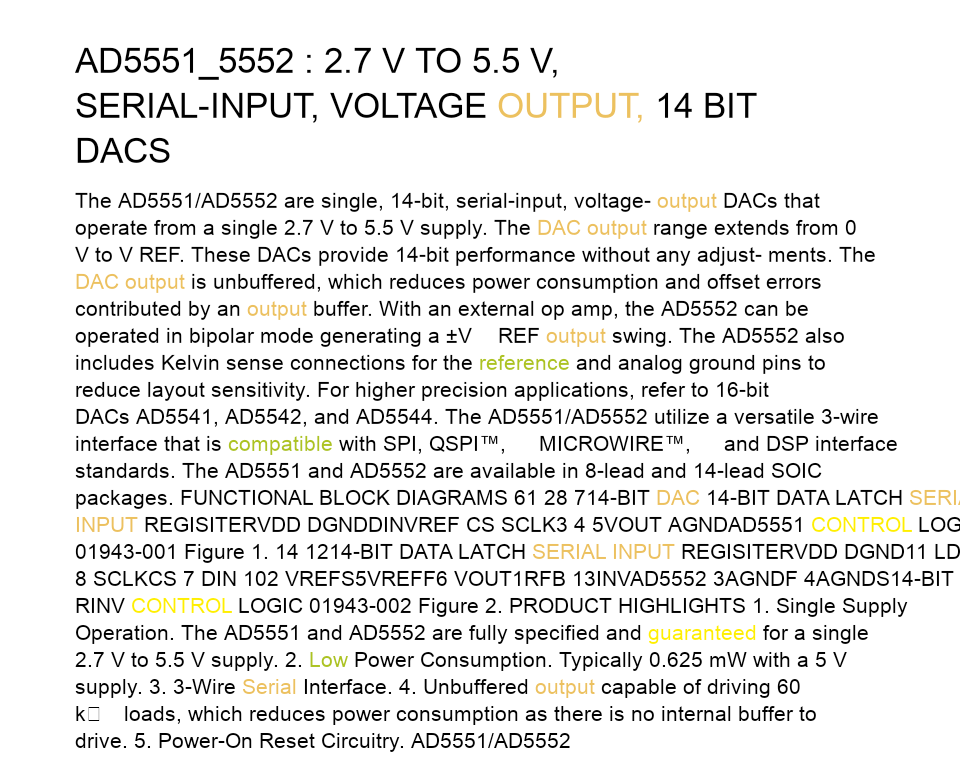 AD5551_5552 : 2.7 V TO 5.5 V,
SERIAL-INPUT, VOLTAGE OUTPUT, 14 BIT
DACS
The AD5551/AD5552 are single, 14-bit, serial-input, voltage- output DACs that
operate from a single 2.7 V to 5.5 V supply. The DAC output range extends from 0
V to V REF. These DACs provide 14-bit performance without any adjust- ments. The
DAC output is unbuffered, which reduces power consumption and offset errors
contributed by an output buffer. With an external op amp, the AD5552 can be
operated in bipolar mode generating a ±V REF output swing. The AD5552 also
includes Kelvin sense connections for the reference and analog ground pins to
reduce layout sensitivity. For higher precision applications, refer to 16-bit
DACs AD5541, AD5542, and AD5544. The AD5551/AD5552 utilize a versatile 3-wire
interface that is compatible with SPI, QSPI™, MICROWIRE™, and DSP interface
standards. The AD5551 and AD5552 are available in 8-lead and 14-lead SOIC
packages. FUNCTIONAL BLOCK DIAGRAMS 61 28 714-BIT DAC 14-BIT DATA LATCH
INPUT REGISITERVDD DGNDDINVREF CS SCLK3 4 5VOUT AGNDAD5551 CONTROL
01943-001 Figure 1. 14 1214-BIT DATA LATCH SERIAL INPUT REGISITERVDD DGND11
8 SCLKCS 7 DIN 102 VREFS5VREFF6 VOUT1RFB 13INVAD5552 3AGNDF 4AGNDS14-BIT
RINV CONTROL LOGIC 01943-002 Figure 2. PRODUCT HIGHLIGHTS 1. Single Supply
Operation. The AD5551 and AD5552 are fully specified and guaranteed for a single
2.7 V to 5.5 V supply. 2. Low Power Consumption. Typically 0.625 mW with a 5 V
supply. 3. 3-Wire Serial Interface. 4. Unbuffered output capable of driving 60
k loads, which reduces power consumption as there is no internal buffer to
drive. 5. Power-On Reset Circuitry. AD5551/AD5552